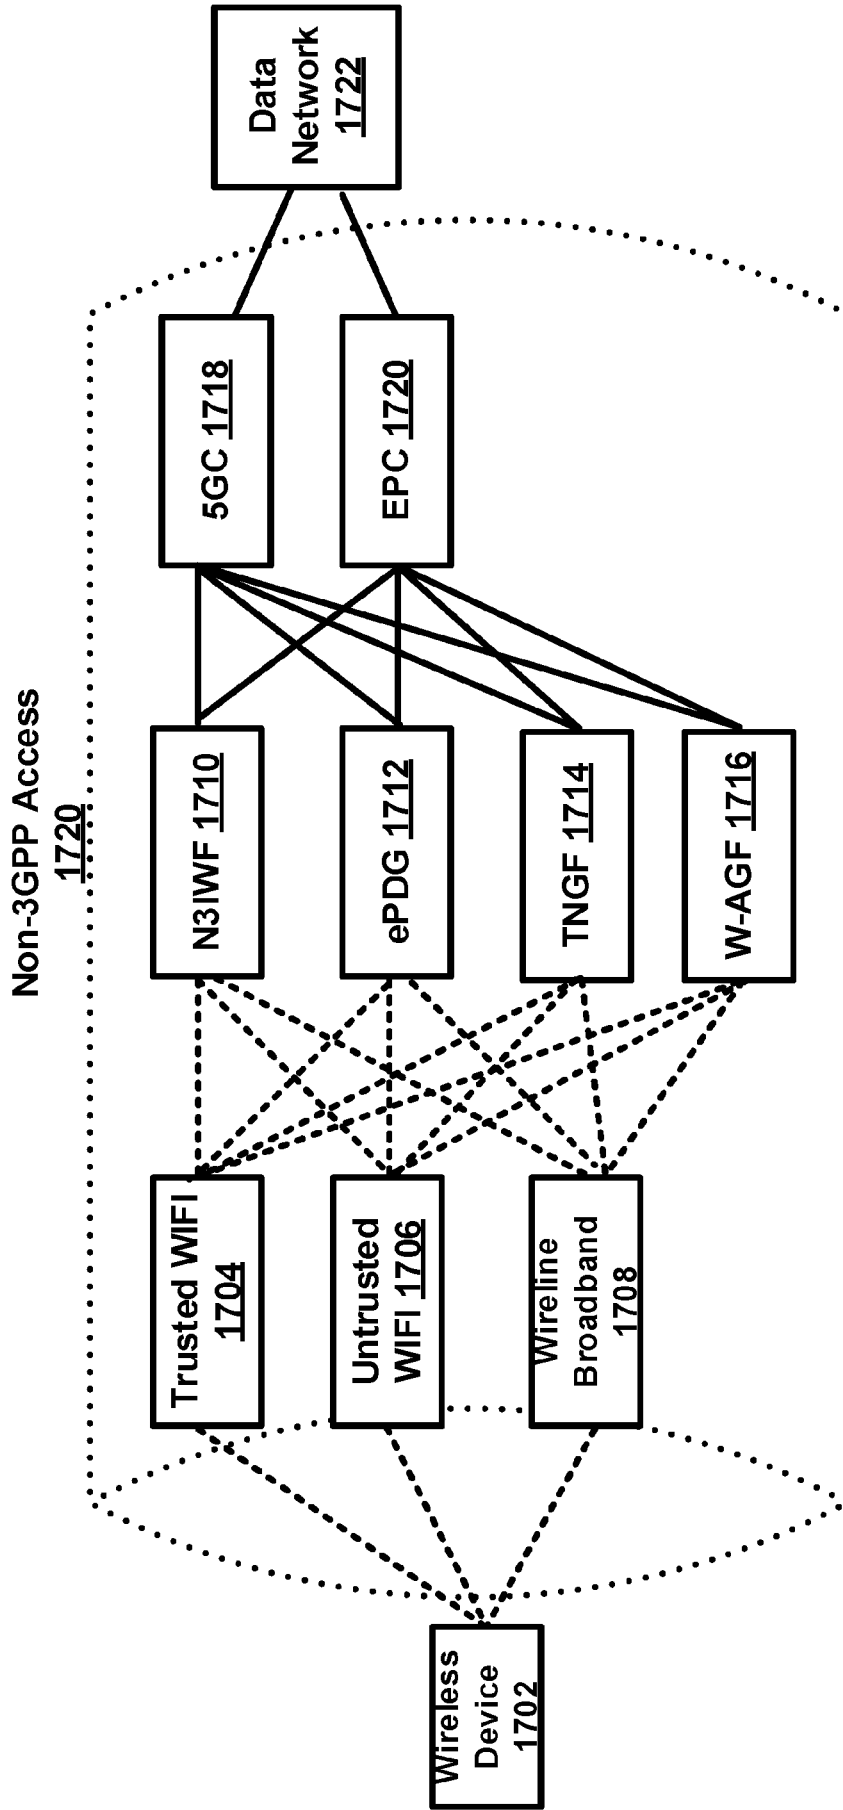 Non-3GPP Access
1720
Wireless
Device
1702
Trusted WIFI
1704
Untrusted
WIFI 1706
Wireline
Broadband
1708
N3IWF 1710
ePDG 1712
TNGF 1714
W-AGF 1716
5GC 1718
EPC 1720
Data
Network
1722